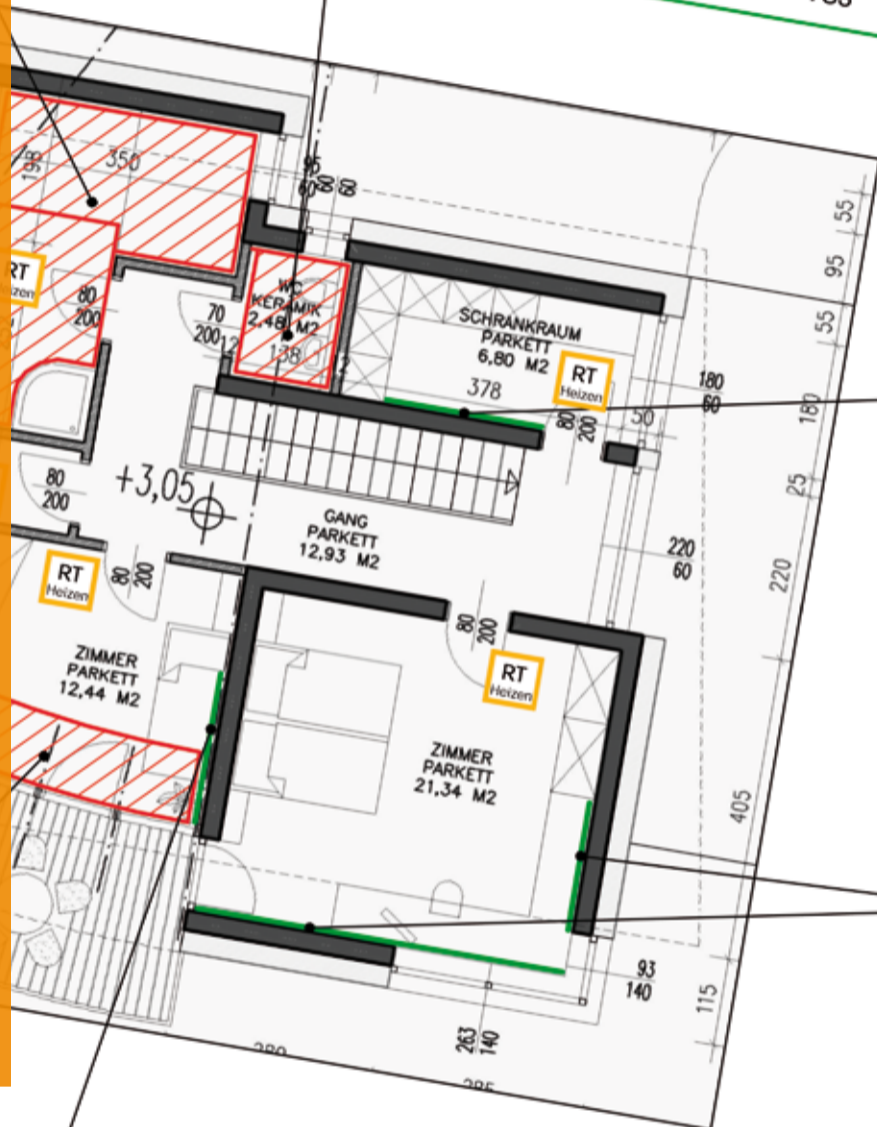 198
350
95
60
60
60
RT
Heizen
80
200
70
200
WC
KERAMIK
2,48 M2
138
SCHRANKRAUM
PARKETT
6,80 M2
378
RT
Heizen
80
200
50
180
60
55
95
55
180
25
220
405
115
80
200
+3,05
GANG
PARKETT
12,93 M2
220
60
RT
Heizen
80
200
80
200
ZIMMER
PARKETT
12,44 M2
RT
Heizen
ZIMMER
PARKETT
21,34 M2
93
140
263
140